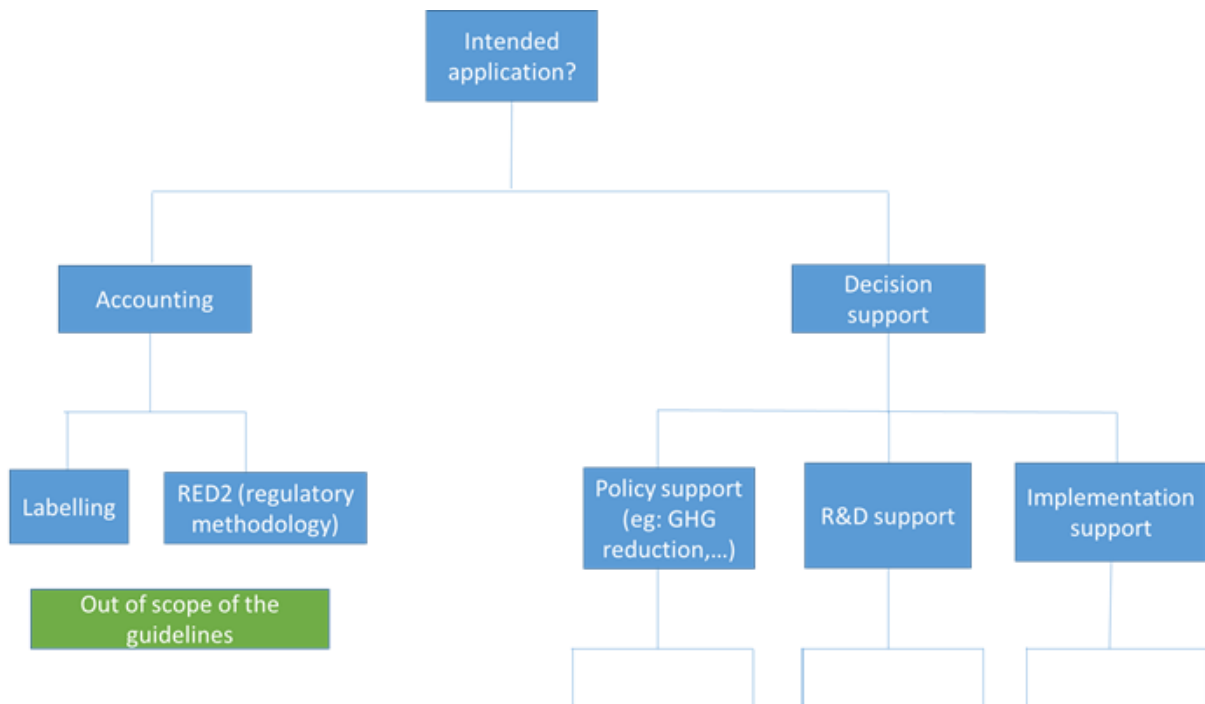 Intended
application?
Accounting
Decision
support
Labelling
RED2 (regulatory
methodology)
Policy support
(eg: GHG
reduction,...)
R&D support
Implementation
support
Out of scope of the
guidelines